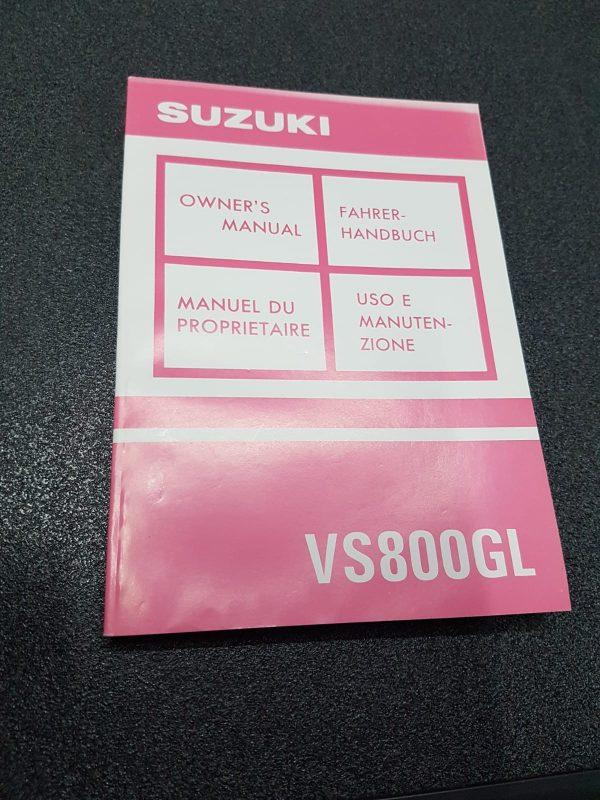 SUZUKI
OWNER'S
MANUAL
FAHRER-
HANDBUCH
MANUEL DU
PROPRIETAIRE
USO E
MANUTEN-
ZIONE
VS800GL